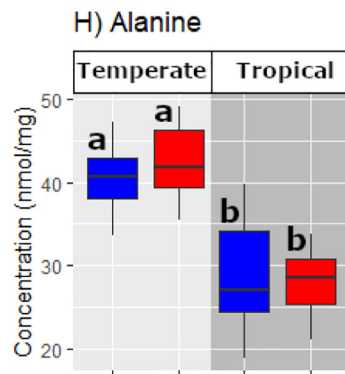 H) Alanine
Temperate Tropical
Concentration (nmol/mg)
50
40
30
20
a a
b b